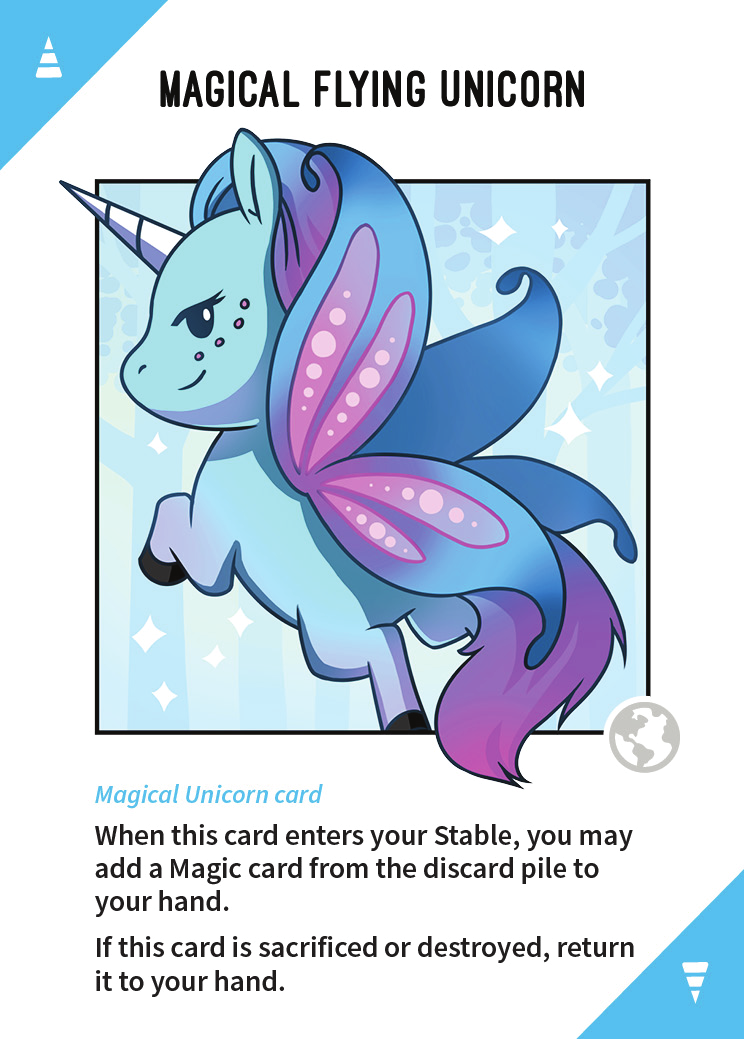 MAGICAL FLYING UNICORN
Magical Unicorn card
When this card enters your Stable, you may
add a Magic card from the discard pile to
your hand.
If this card is sacrificed or destroyed, return
it to your hand.